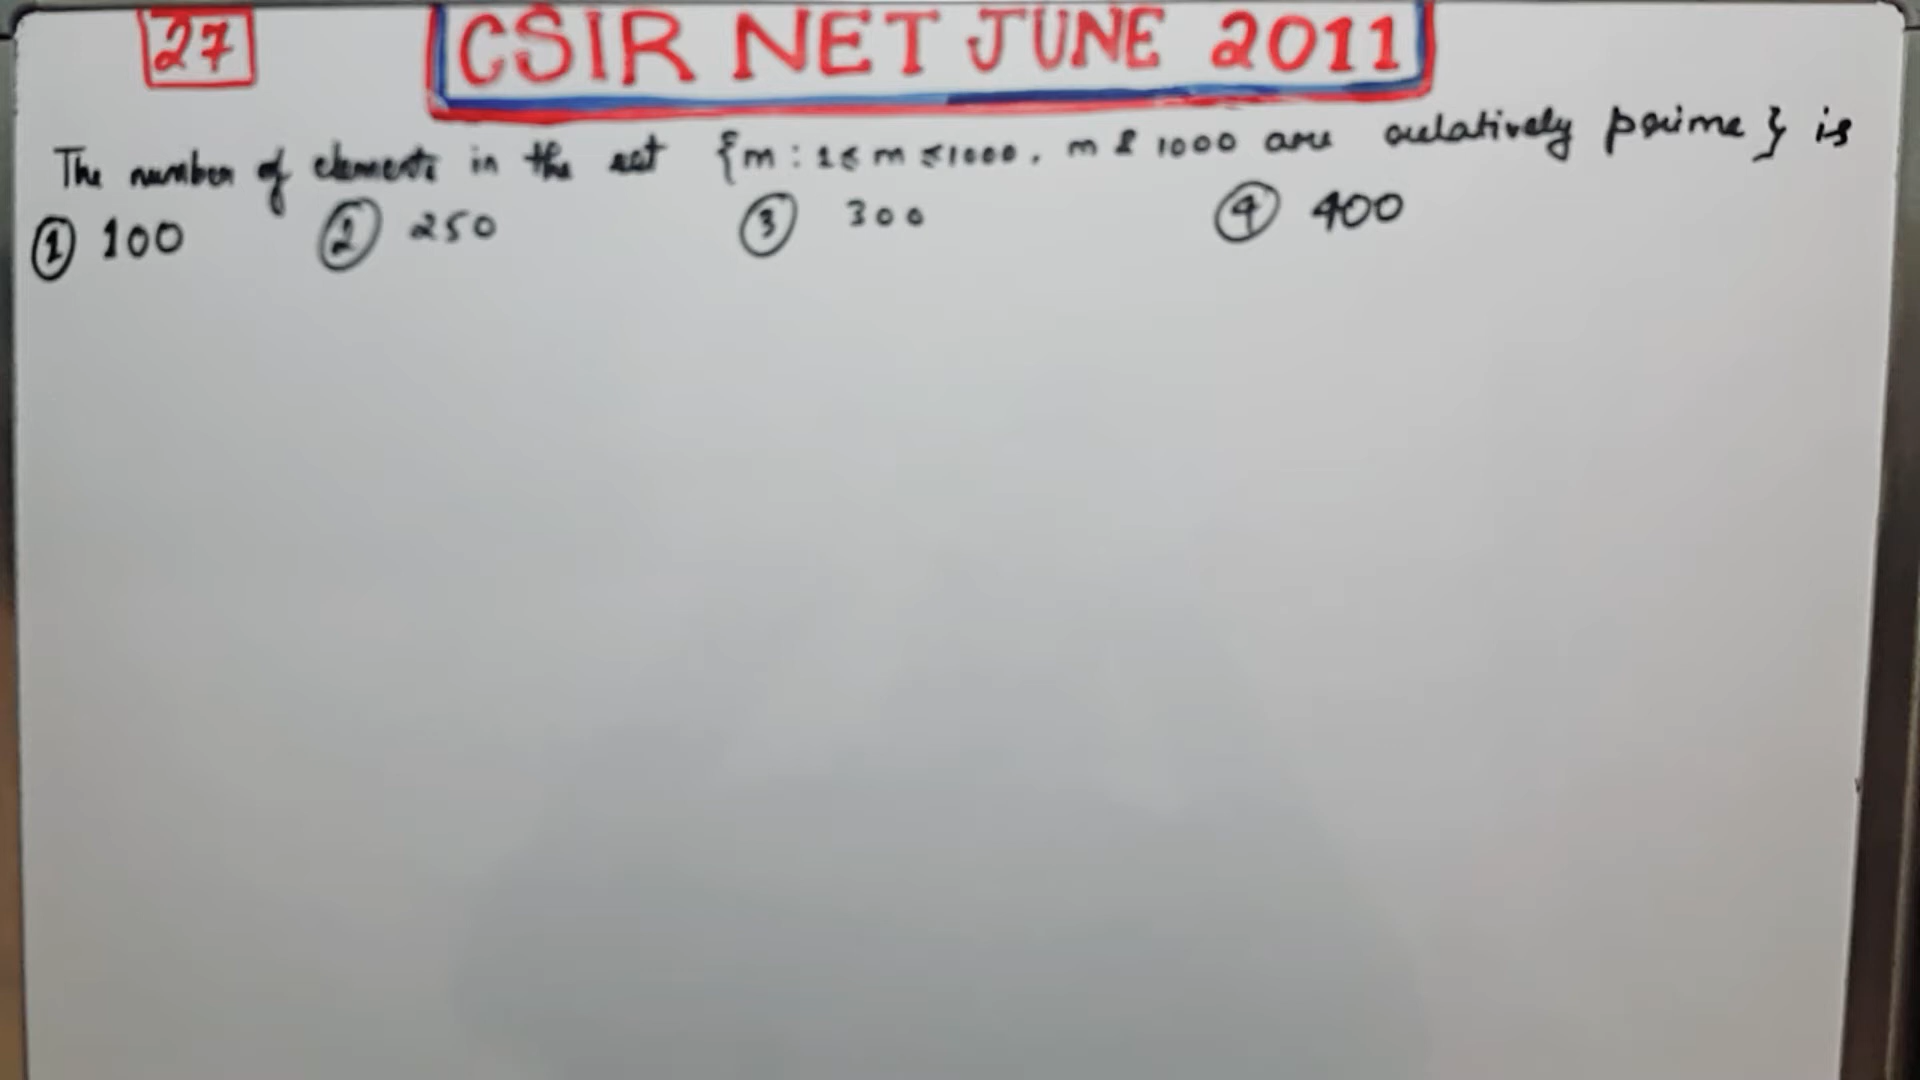 27 CSIR NET JUNE 2011
The number of elements in the set {m : 1 ≤ m ≤ 1000, m & 1000 are relatively prime} is
① 100 ② 250 ③ 300 ④ 400